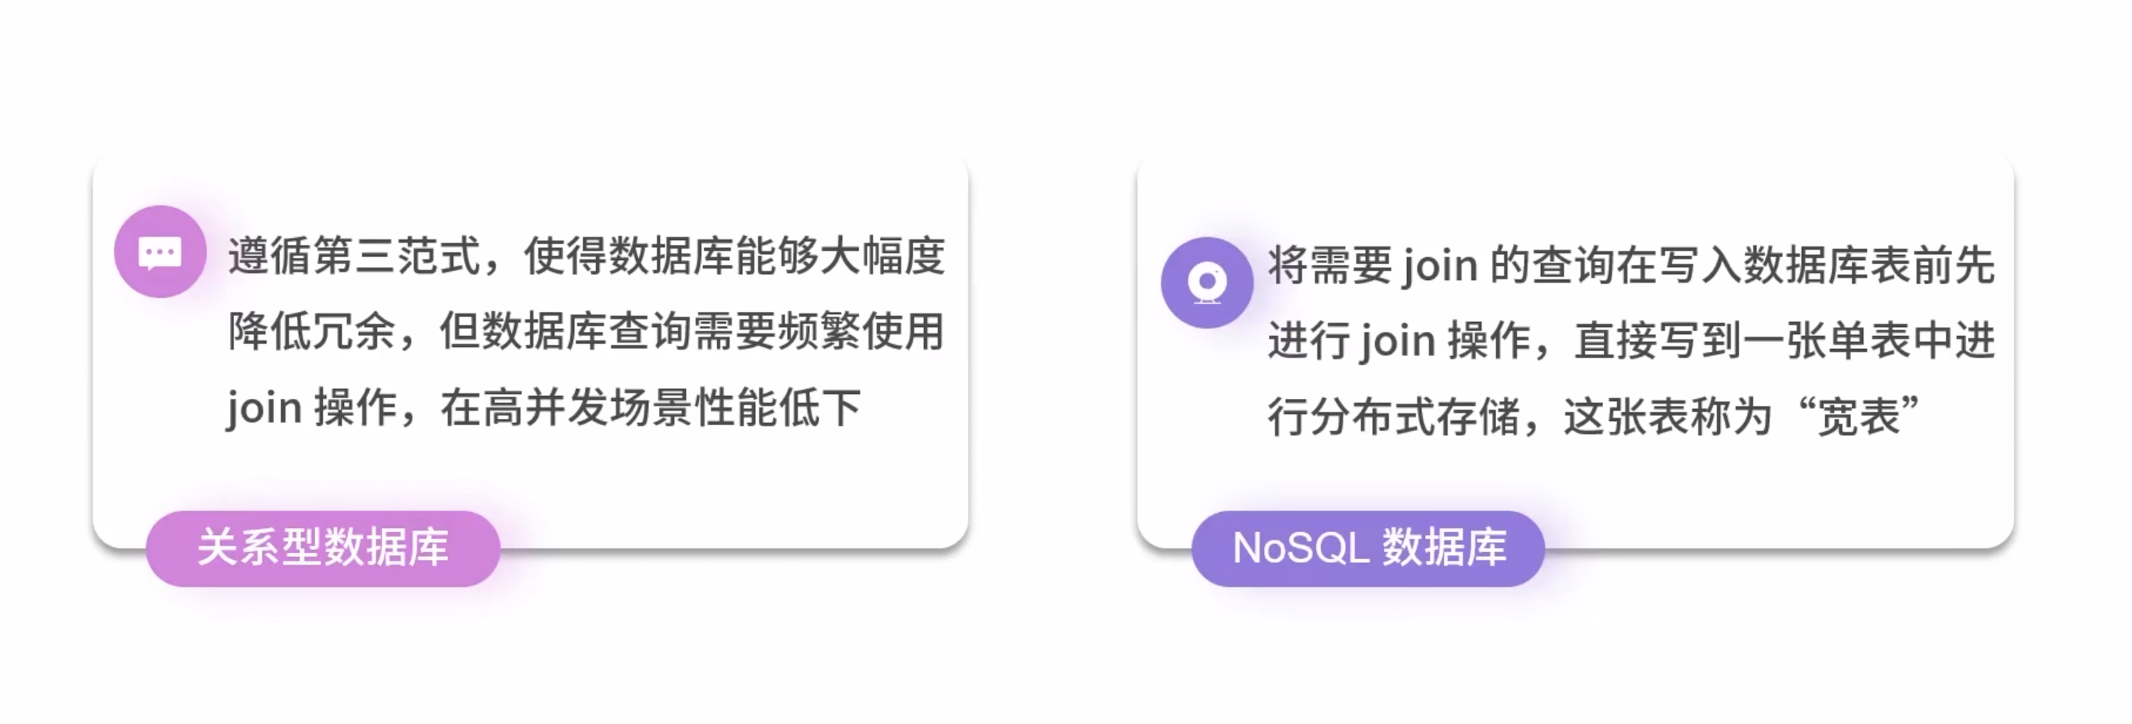 遵循第三范式，使得数据库能够大幅度
降低冗余，但数据库查询需要频繁使用
join 操作，在高并发场景性能低下
关系型数据库
将需要 join 的查询在写入数据库表前先
进行 join 操作，直接写到一张单表中进
行分布式存储，这张表称为“宽表”
NoSQL 数据库